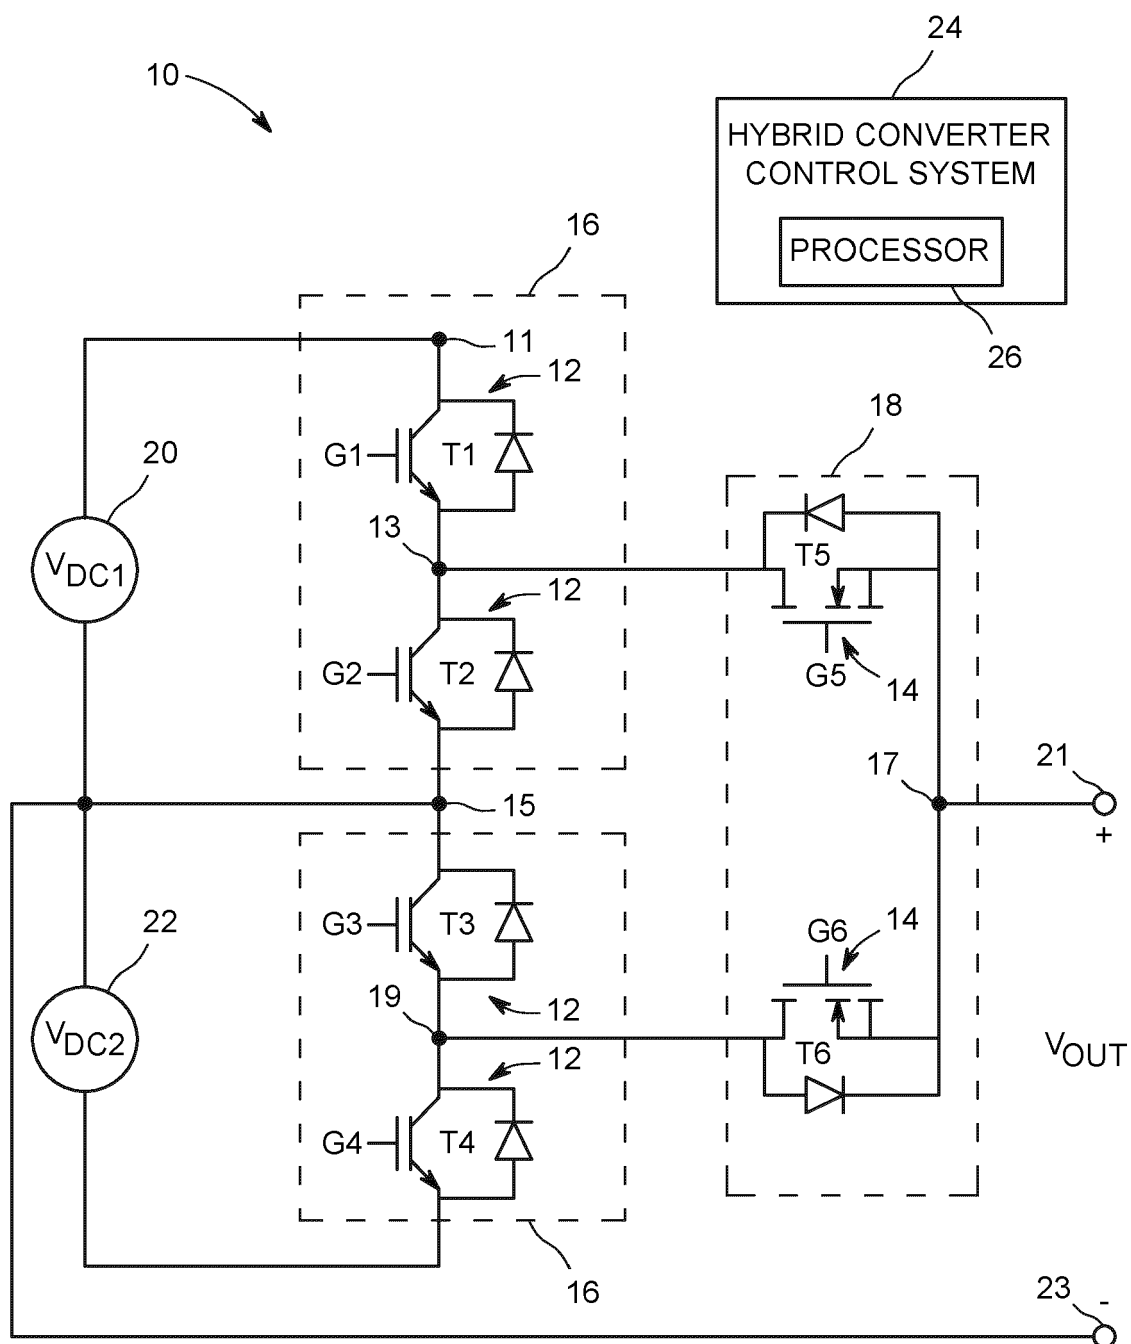 24
10
HYBRID CONVERTER
CONTROL SYSTEM
PROCESSOR
26
16
11
12
G1
T1
20
VDC1
13
12
G2
T2
18
T5
G5
14
15
17
21
+
G3
T3
12
22
VDC2
19
12
G4
T4
G6
14
T6
VOUT
16
23
-